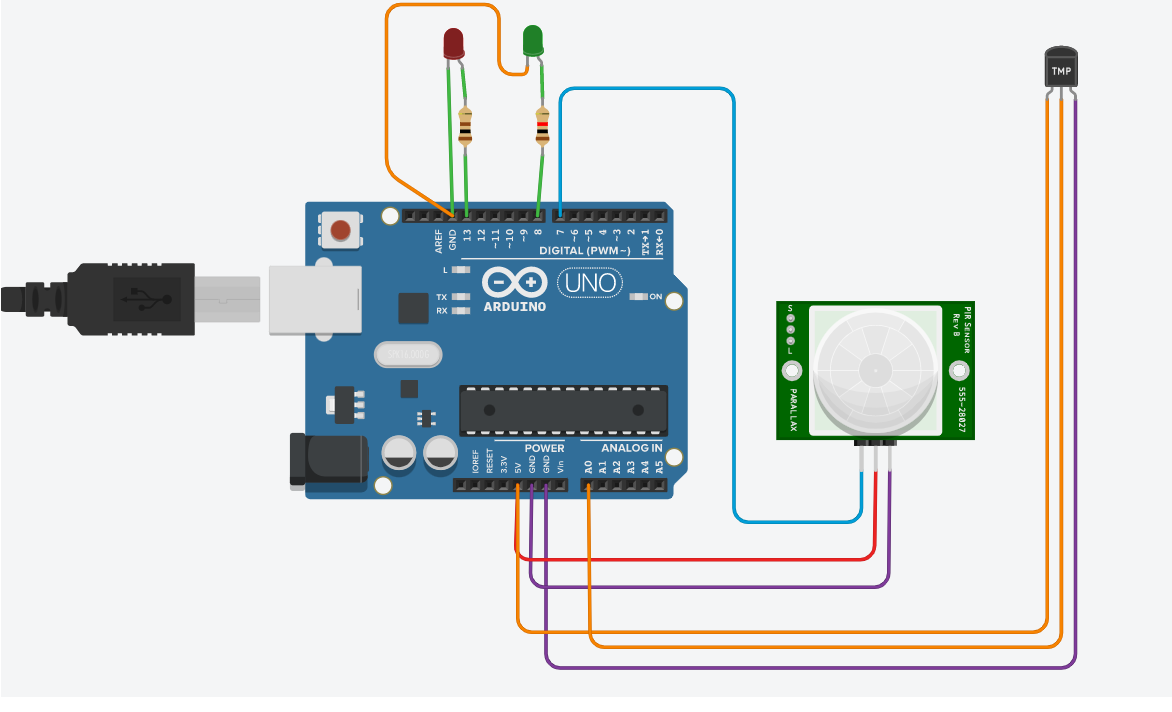 TMP
AREF
GND
13
12
~11
~10
~9
8
7
~6
~5
4
~3
2
TX→1
RX←0
DIGITAL (PWM~)
L
TX
RX
ARDUINO
UNO
ON
S
L
PARALLAX
PIR SENSOR
REV B
555-28027
POWER
ANALOG IN
IOREF
RESET
3.3V
5V
GND
GND
Vin
A0
A1
A2
A3
A4
A5